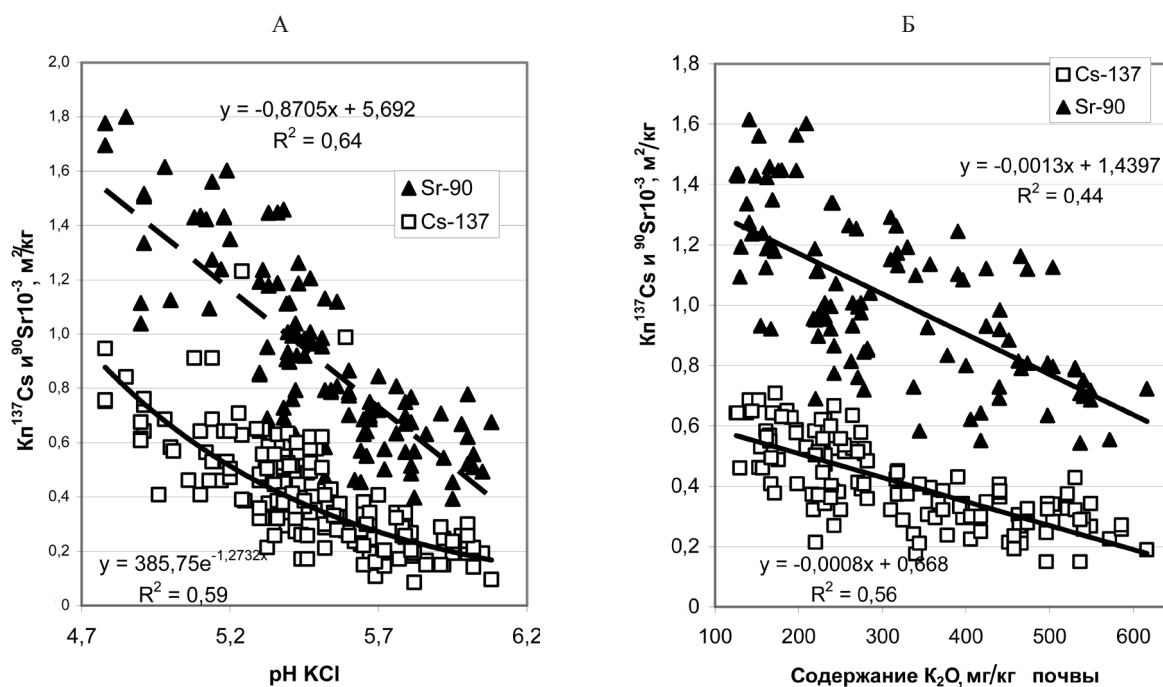 А
Kп¹³⁷Cs и ⁹⁰Sr10⁻³, м²/кг
2,0
1,8
1,6
1,4
1,2
1,0
0,8
0,6
0,4
0,2
0
y = -0,8705x + 5,692
R² = 0,64
Sr-90
Cs-137
y = 385,75e⁻¹,²⁷³²ˣ
R² = 0,59
4,7 5,2 5,7 6,2
pH KCl
Б
Kп¹³⁷Cs и ⁹⁰Sr10⁻³, м²/кг
1,8
1,6
1,4
1,2
1,0
0,8
0,6
0,4
0,2
0
Cs-137
Sr-90
y = -0,0013x + 1,4397
R² = 0,44
y = -0,0008x + 0,668
R² = 0,56
100 200 300 400 500 600
Содержание K₂O, мг/кг почвы